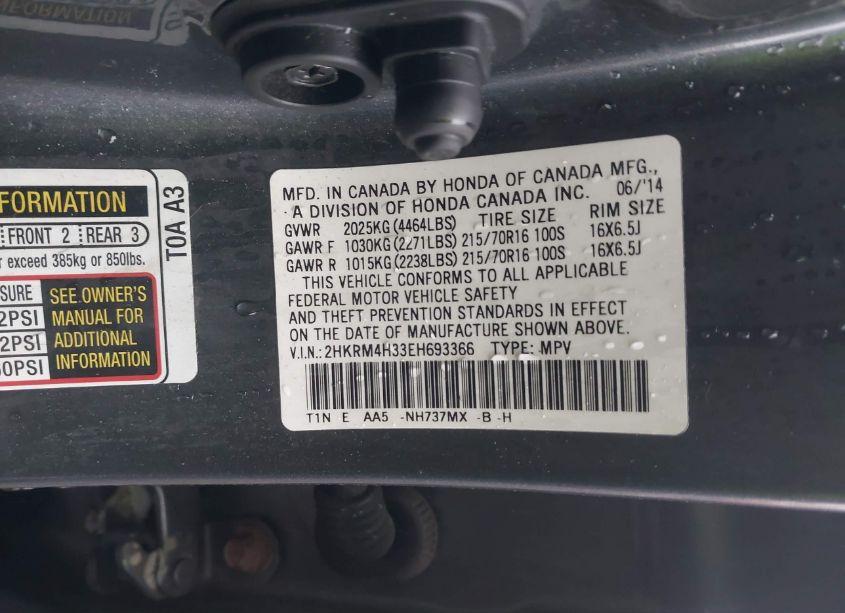 INFORMATION
FORMATION
FRONT 2 REAR 3
r exceed 385kg or 850lbs.
SURE
2PSI
2PSI
60PSI
SEE OWNER'S
MANUAL FOR
ADDITIONAL
INFORMATION
T0A A3
MFD. IN CANADA BY HONDA OF CANADA MFG.,
A DIVISION OF HONDA CANADA INC. 06/'14
GVWR 2025KG(4464LBS) TIRE SIZE RIM SIZE
GAWR F 1030KG(2271LBS) 215/70R16 100S 16X6.5J
GAWR R 1015KG(2238LBS) 215/70R16 100S 16X6.5J
THIS VEHICLE CONFORMS TO ALL APPLICABLE
FEDERAL MOTOR VEHICLE SAFETY
AND THEFT PREVENTION STANDARDS IN EFFECT
ON THE DATE OF MANUFACTURE SHOWN ABOVE.
V.I.N.: 2HKRM4H33EH693366 TYPE: MPV
T1N E AA5 -NH737MX -B -H